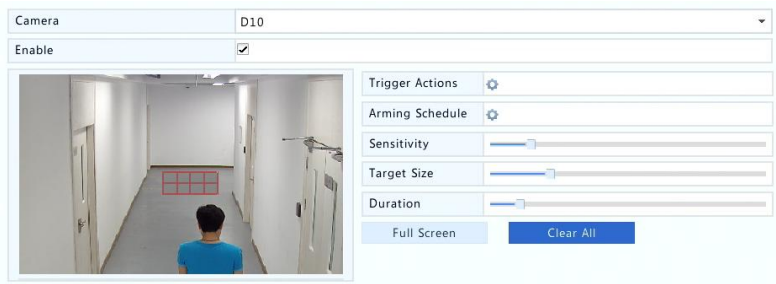 Camera
D10
Enable
Trigger Actions
Arming Schedule
Sensitivity
Target Size
Duration
Full Screen
Clear All